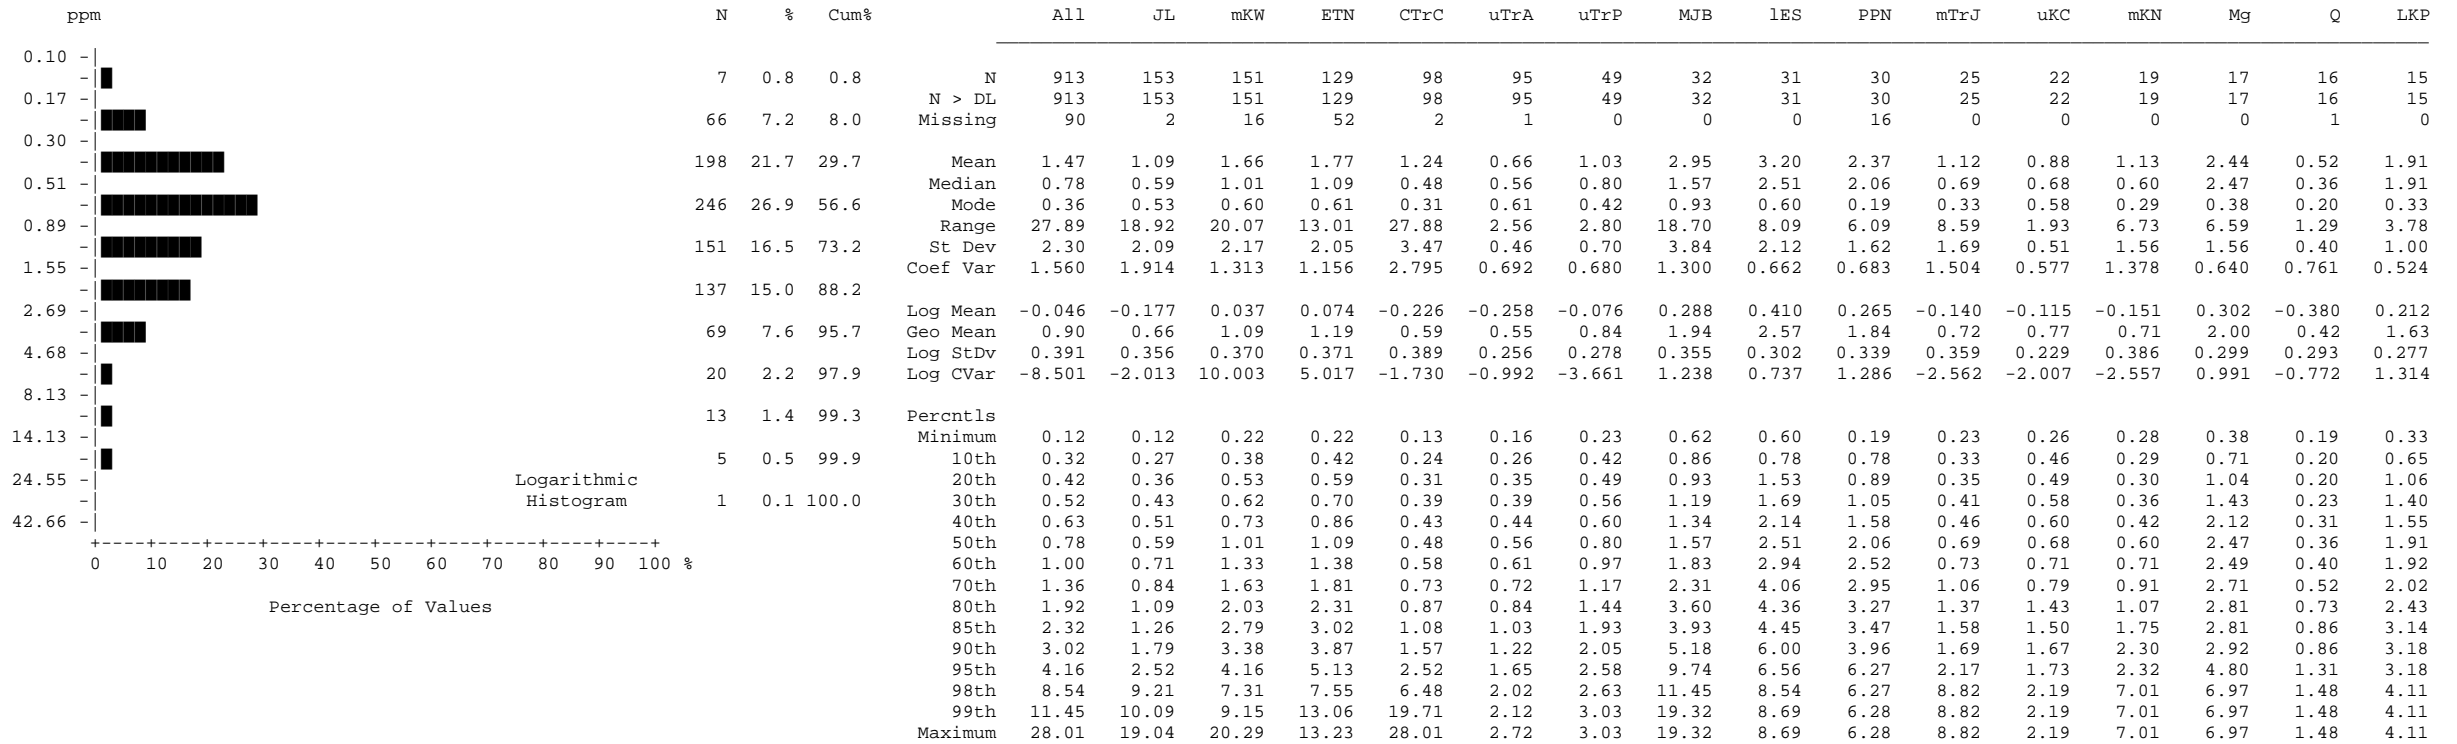 ppm N % Cum% All JL mKW ETN CTrC uTrA uTrP MJB lES PPN mTrJ uKC mKN Mg Q LKP
0.10
7 0.8 0.8 N 913 153 151 129 98 95 49 32 31 30 25 22 19 17 16 15
0.17 N > DL 913 153 151 129 98 95 49 32 31 30 25 22 19 17 16 15
66 7.2 8.0 Missing 90 2 16 52 2 1 0 0 0 16 0 0 0 0 1 0
0.30
198 21.7 29.7 Mean 1.47 1.09 1.66 1.77 1.24 0.66 1.03 2.95 3.20 2.37 1.12 0.88 1.13 2.44 0.52 1.91
0.51 Median 0.78 0.59 1.01 1.09 0.48 0.56 0.80 1.57 2.51 2.06 0.69 0.68 0.60 2.47 0.36 1.91
246 26.9 56.6 Mode 0.36 0.53 0.60 0.61 0.31 0.61 0.42 0.93 0.60 0.19 0.33 0.58 0.29 0.38 0.20 0.33
0.89 Range 27.89 18.92 20.07 13.01 27.88 2.56 2.80 18.70 8.09 6.09 8.59 1.93 6.73 6.59 1.29 3.78
151 16.5 73.2 St Dev 2.30 2.09 2.17 2.05 3.47 0.46 0.70 3.84 2.12 1.62 1.69 0.51 1.56 1.56 0.40 1.00
1.55 Coef Var 1.560 1.914 1.313 1.156 2.795 0.692 0.680 1.300 0.662 0.683 1.504 0.577 1.378 0.640 0.761 0.524
137 15.0 88.2
2.69 Log Mean -0.046 -0.177 0.037 0.074 -0.226 -0.258 -0.076 0.288 0.410 0.265 -0.140 -0.115 -0.151 0.302 -0.380 0.212
69 7.6 95.7 Geo Mean 0.90 0.66 1.09 1.19 0.59 0.55 0.84 1.94 2.57 1.84 0.72 0.77 0.71 2.00 0.42 1.63
4.68 Log StDv 0.391 0.356 0.370 0.371 0.389 0.256 0.278 0.355 0.302 0.339 0.359 0.229 0.386 0.299 0.293 0.277
20 2.2 97.9 Log CVar -8.501 -2.013 10.003 5.017 -1.730 -0.992 -3.661 1.238 0.737 1.286 -2.562 -2.007 -2.557 0.991 -0.772 1.314
8.13
13 1.4 99.3 Percntls
14.13 Minimum 0.12 0.12 0.22 0.22 0.13 0.16 0.23 0.62 0.60 0.19 0.23 0.26 0.28 0.38 0.19 0.33
5 0.5 99.9 10th 0.32 0.27 0.38 0.42 0.24 0.26 0.42 0.86 0.78 0.78 0.33 0.46 0.29 0.71 0.20 0.65
24.55 Logarithmic 20th 0.42 0.36 0.53 0.59 0.31 0.35 0.49 0.93 1.53 0.89 0.35 0.49 0.30 1.04 0.20 1.06
Histogram 1 0.1 100.0 30th 0.52 0.43 0.62 0.70 0.39 0.39 0.56 1.19 1.69 1.05 0.41 0.58 0.36 1.43 0.23 1.40
42.66 40th 0.63 0.51 0.73 0.86 0.43 0.44 0.60 1.34 2.14 1.58 0.46 0.60 0.42 2.12 0.31 1.55
50th 0.78 0.59 1.01 1.09 0.48 0.56 0.80 1.57 2.51 2.06 0.69 0.68 0.60 2.47 0.36 1.91
0 10 20 30 40 50 60 70 80 90 100 % 60th 1.00 0.71 1.33 1.38 0.58 0.61 0.97 1.83 2.94 2.52 0.73 0.71 0.71 2.49 0.40 1.92
70th 1.36 0.84 1.63 1.81 0.73 0.72 1.17 2.31 4.06 2.95 1.06 0.79 0.91 2.71 0.52 2.02
Percentage of Values 80th 1.92 1.09 2.03 2.31 0.87 0.84 1.44 3.60 4.36 3.27 1.37 1.43 1.07 2.81 0.73 2.43
85th 2.32 1.26 2.79 3.02 1.08 1.03 1.93 3.93 4.45 3.47 1.58 1.50 1.75 2.81 0.86 3.14
90th 3.02 1.79 3.38 3.87 1.57 1.22 2.05 5.18 6.00 3.96 1.69 1.67 2.30 2.92 0.86 3.18
95th 4.16 2.52 4.16 5.13 2.52 1.65 2.58 9.74 6.56 6.27 2.17 1.73 2.32 4.80 1.31 3.18
98th 8.54 9.21 7.31 7.55 6.48 2.02 2.63 11.45 8.54 6.27 8.82 2.19 7.01 6.97 1.48 4.11
99th 11.45 10.09 9.15 13.06 19.71 2.12 3.03 19.32 8.69 6.28 8.82 2.19 7.01 6.97 1.48 4.11
Maximum 28.01 19.04 20.29 13.23 28.01 2.72 3.03 19.32 8.69 6.28 8.82 2.19 7.01 6.97 1.48 4.11